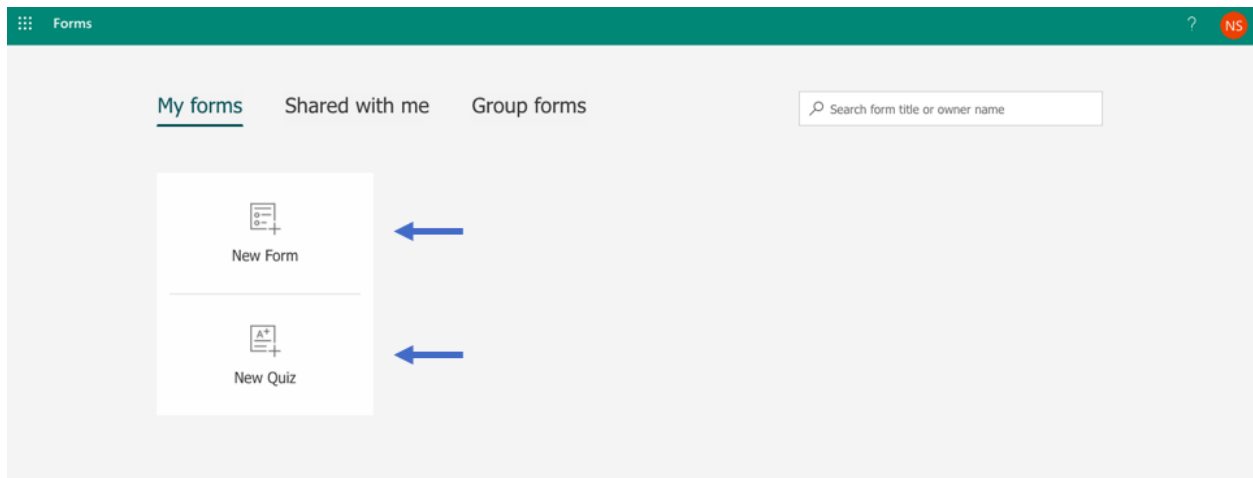 Forms
?
NS
My forms
Shared with me
Group forms
Search form title or owner name
New Form
A+
New Quiz